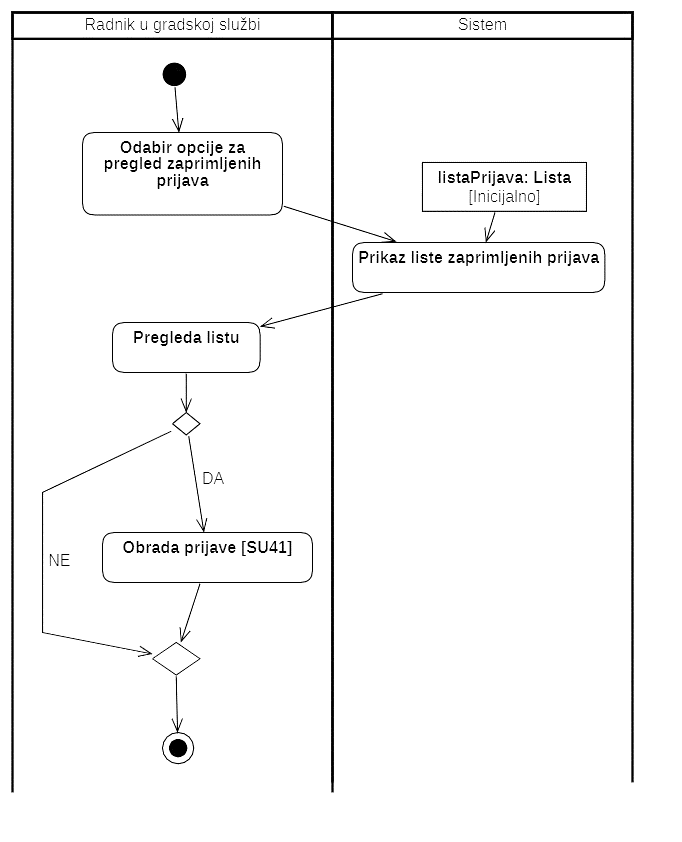 Radnik u gradskoj službi
Sistem
Odabir opcije za
pregled zaprimljenih
prijava
listaPrijava: Lista
[Inicijalno]
Prikaz liste zaprimljenih prijava
Pregleda listu
DA
Obrada prijave [SU41]
NE